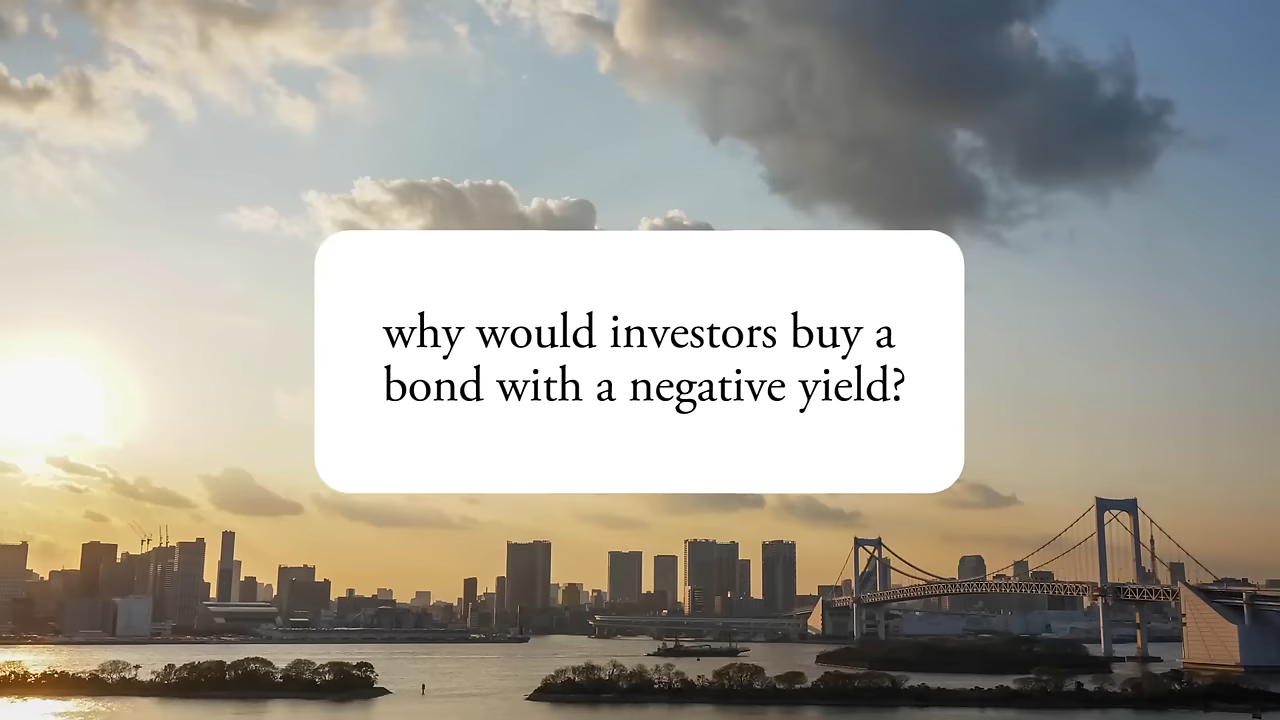 why would investors buy a
bond with a negative yield?